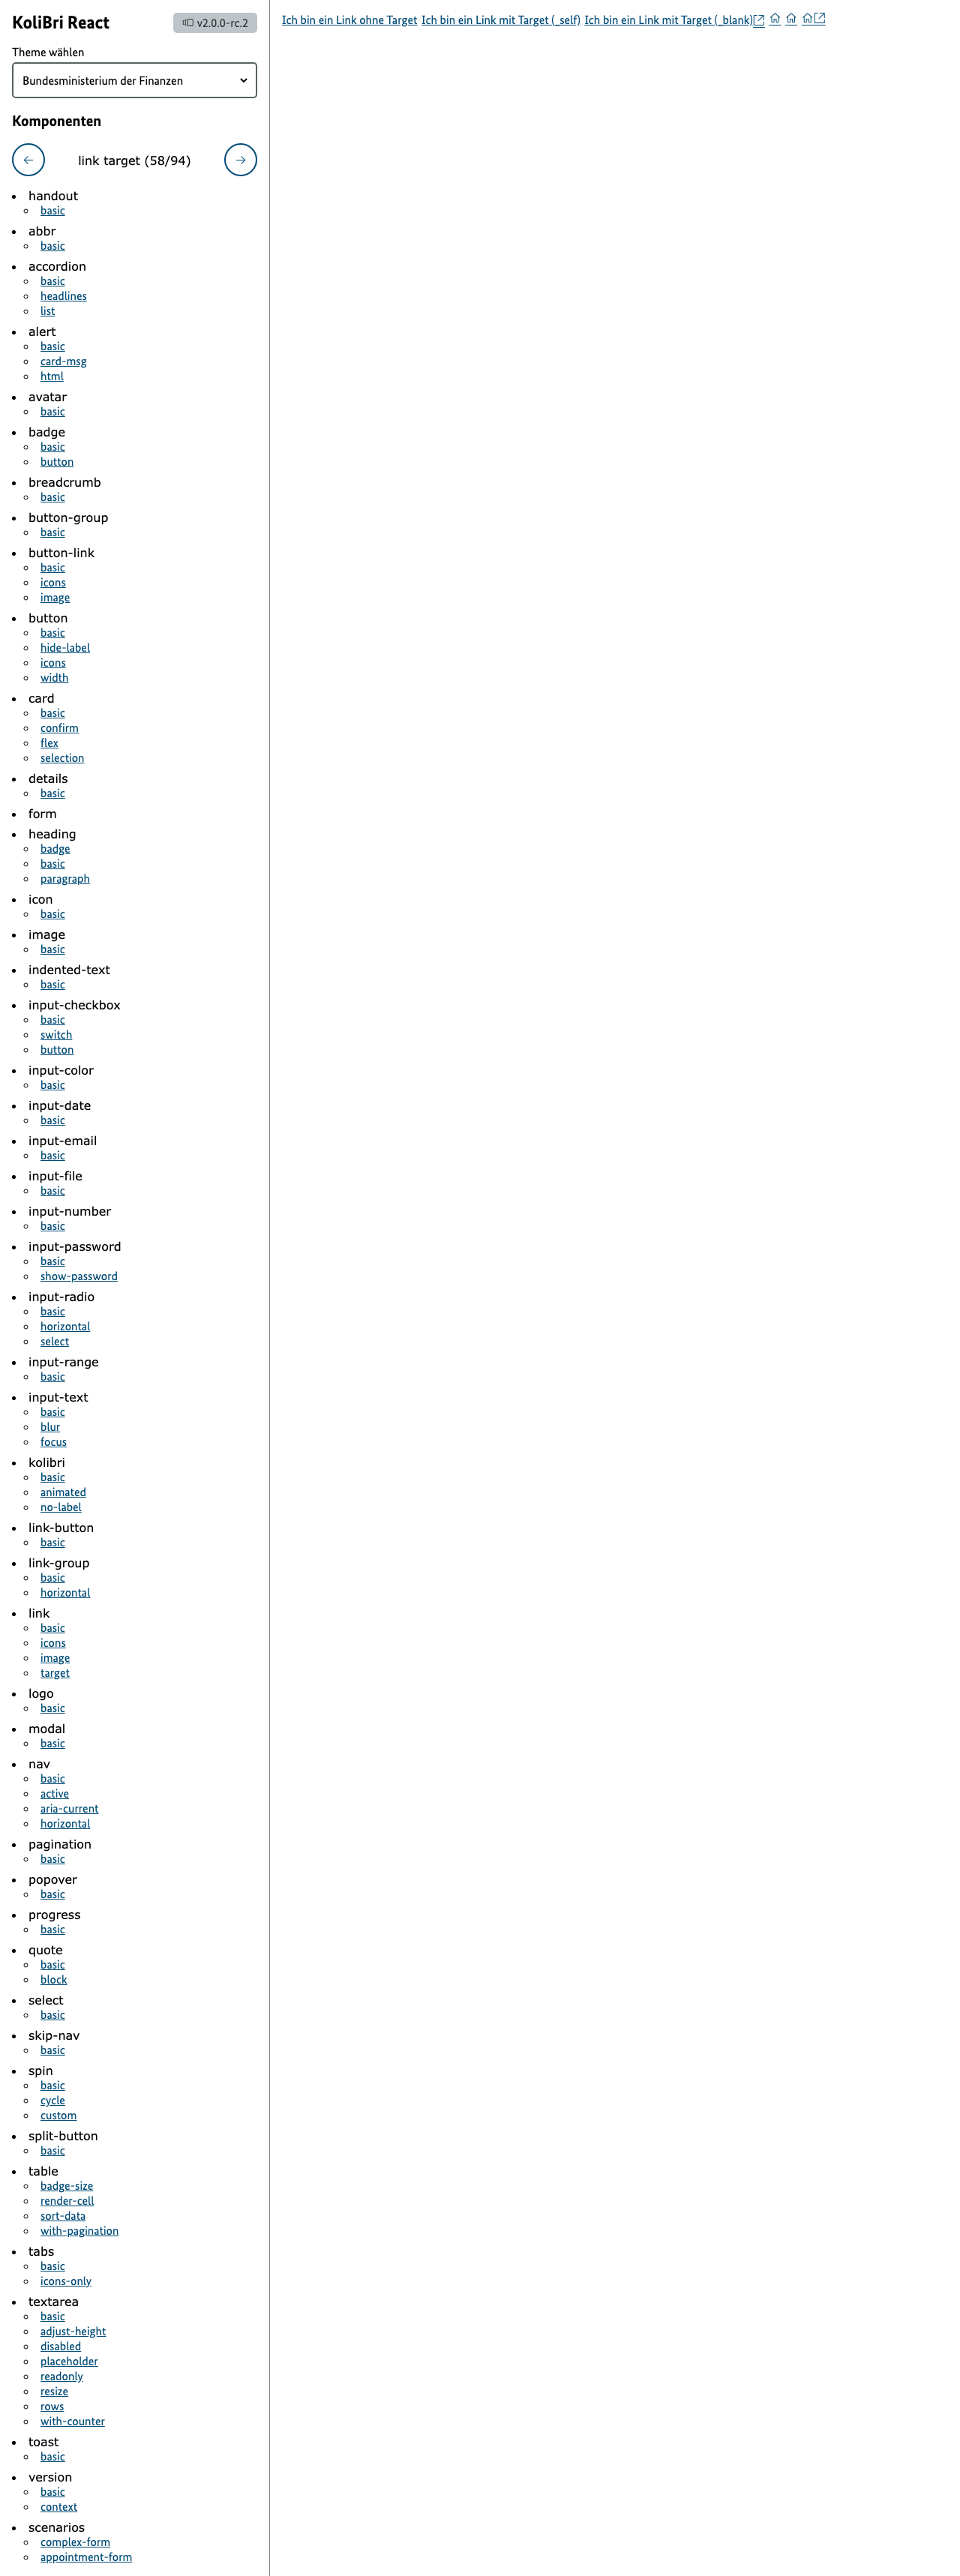 KoliBri React
v2.0.0-rc.2
Theme wählen
Bundesministerium der Finanzen
Komponenten
link target (58/94)
handout
basic
abbr
basic
accordion
basic
headlines
list
alert
basic
card-msg
html
avatar
basic
badge
basic
button
breadcrumb
basic
button-group
basic
button-link
basic
icons
image
button
basic
hide-label
icons
width
card
basic
confirm
flex
selection
details
basic
form
heading
badge
basic
paragraph
icon
basic
image
basic
indented-text
basic
input-checkbox
basic
switch
button
input-color
basic
input-date
basic
input-email
basic
input-file
basic
input-number
basic
input-password
basic
show-password
input-radio
basic
horizontal
select
input-range
basic
input-text
basic
blur
focus
kolibri
basic
animated
no-label
link-button
basic
link-group
basic
horizontal
link
basic
icons
image
target
logo
basic
modal
basic
nav
basic
active
aria-current
horizontal
pagination
basic
popover
basic
progress
basic
quote
basic
block
select
basic
skip-nav
basic
spin
basic
cycle
custom
split-button
basic
table
badge-size
render-cell
sort-data
with-pagination
tabs
basic
icons-only
textarea
basic
adjust-height
disabled
placeholder
readonly
resize
rows
with-counter
toast
basic
version
basic
context
scenarios
complex-form
appointment-form
Ich bin ein Link ohne Target Ich bin ein Link mit Target (_self) Ich bin ein Link mit Target (_blank)